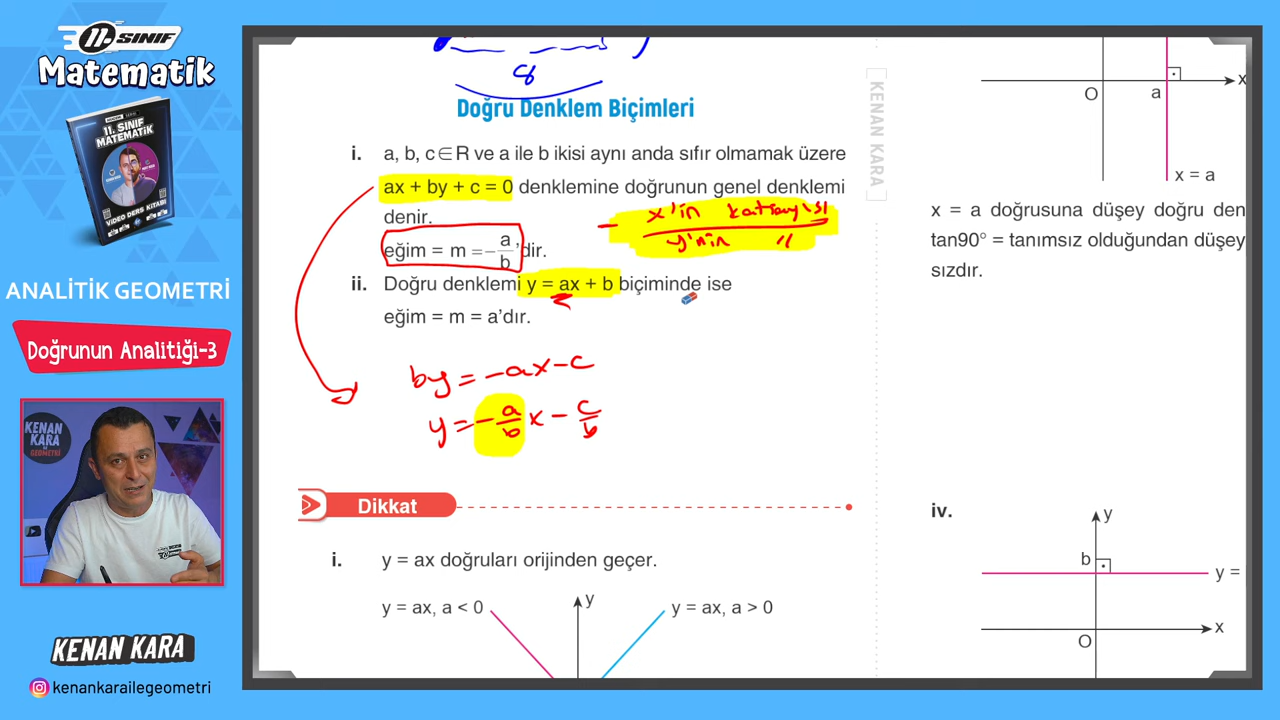 11. SINIF
Matematik
11. SINIF
MATEMATİK
VİDEO DERS KİTABI
ANALİTİK GEOMETRİ
Doğrunun Analitiği-3
KENAN
KARA
GEOMETRİ
KENAN KARA
kenankarailegeometri
8
Doğru Denklem Biçimleri
i. a, b, c ∈ R ve a ile b ikisi aynı anda sıfır olmamak üzere
ax + by + c = 0 denklemine doğrunun genel denklemi
denir.
- x'in katsayısı
y'nin "
eğim = m = - a/b 'dir.
ii. Doğru denklemi y = ax + b biçiminde ise
eğim = m = a'dır.
by = -ax - c
y = - a/b x - c/b
Dikkat
i. y = ax doğruları orijinden geçer.
y = ax, a < 0
y
y = ax, a > 0
KENAN KARA
x
O
a
x = a
x = a doğrusuna düşey doğru den
tan90° = tanımsız olduğundan düşey
sızdır.
iv.
y
b
y =
x
O